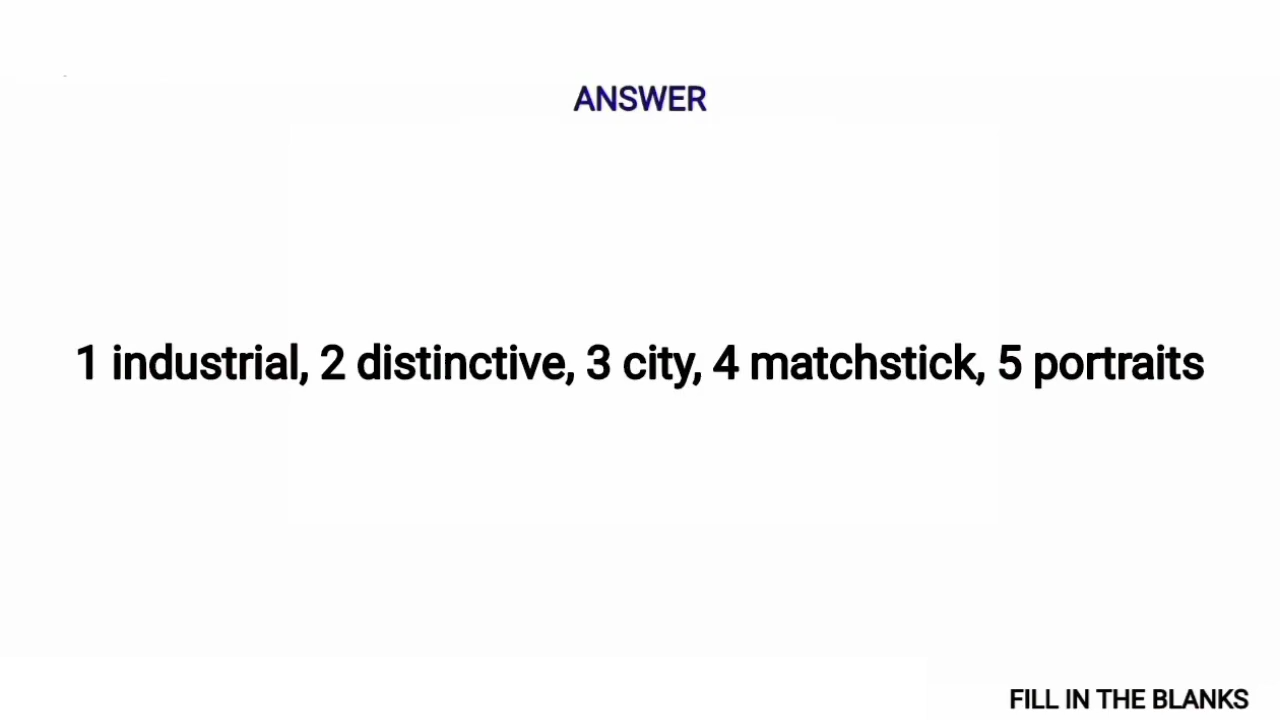 ANSWER
1 industrial, 2 distinctive, 3 city, 4 matchstick, 5 portraits
FILL IN THE BLANKS